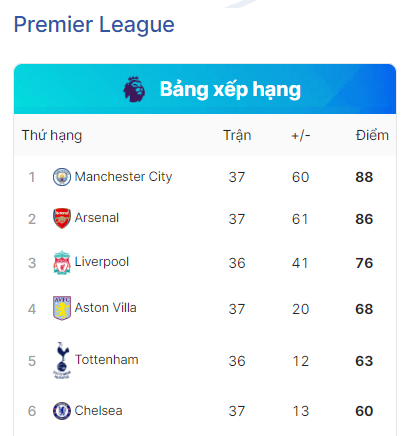 Premier League
Bảng xếp hạng
Thứ hạng Trận +/- Điểm
1 Manchester City 37 60 88
2 Arsenal 37 61 86
3 Liverpool 36 41 76
4 AVFC Aston Villa 37 20 68
5 Tottenham 36 12 63
6 Chelsea 37 13 60